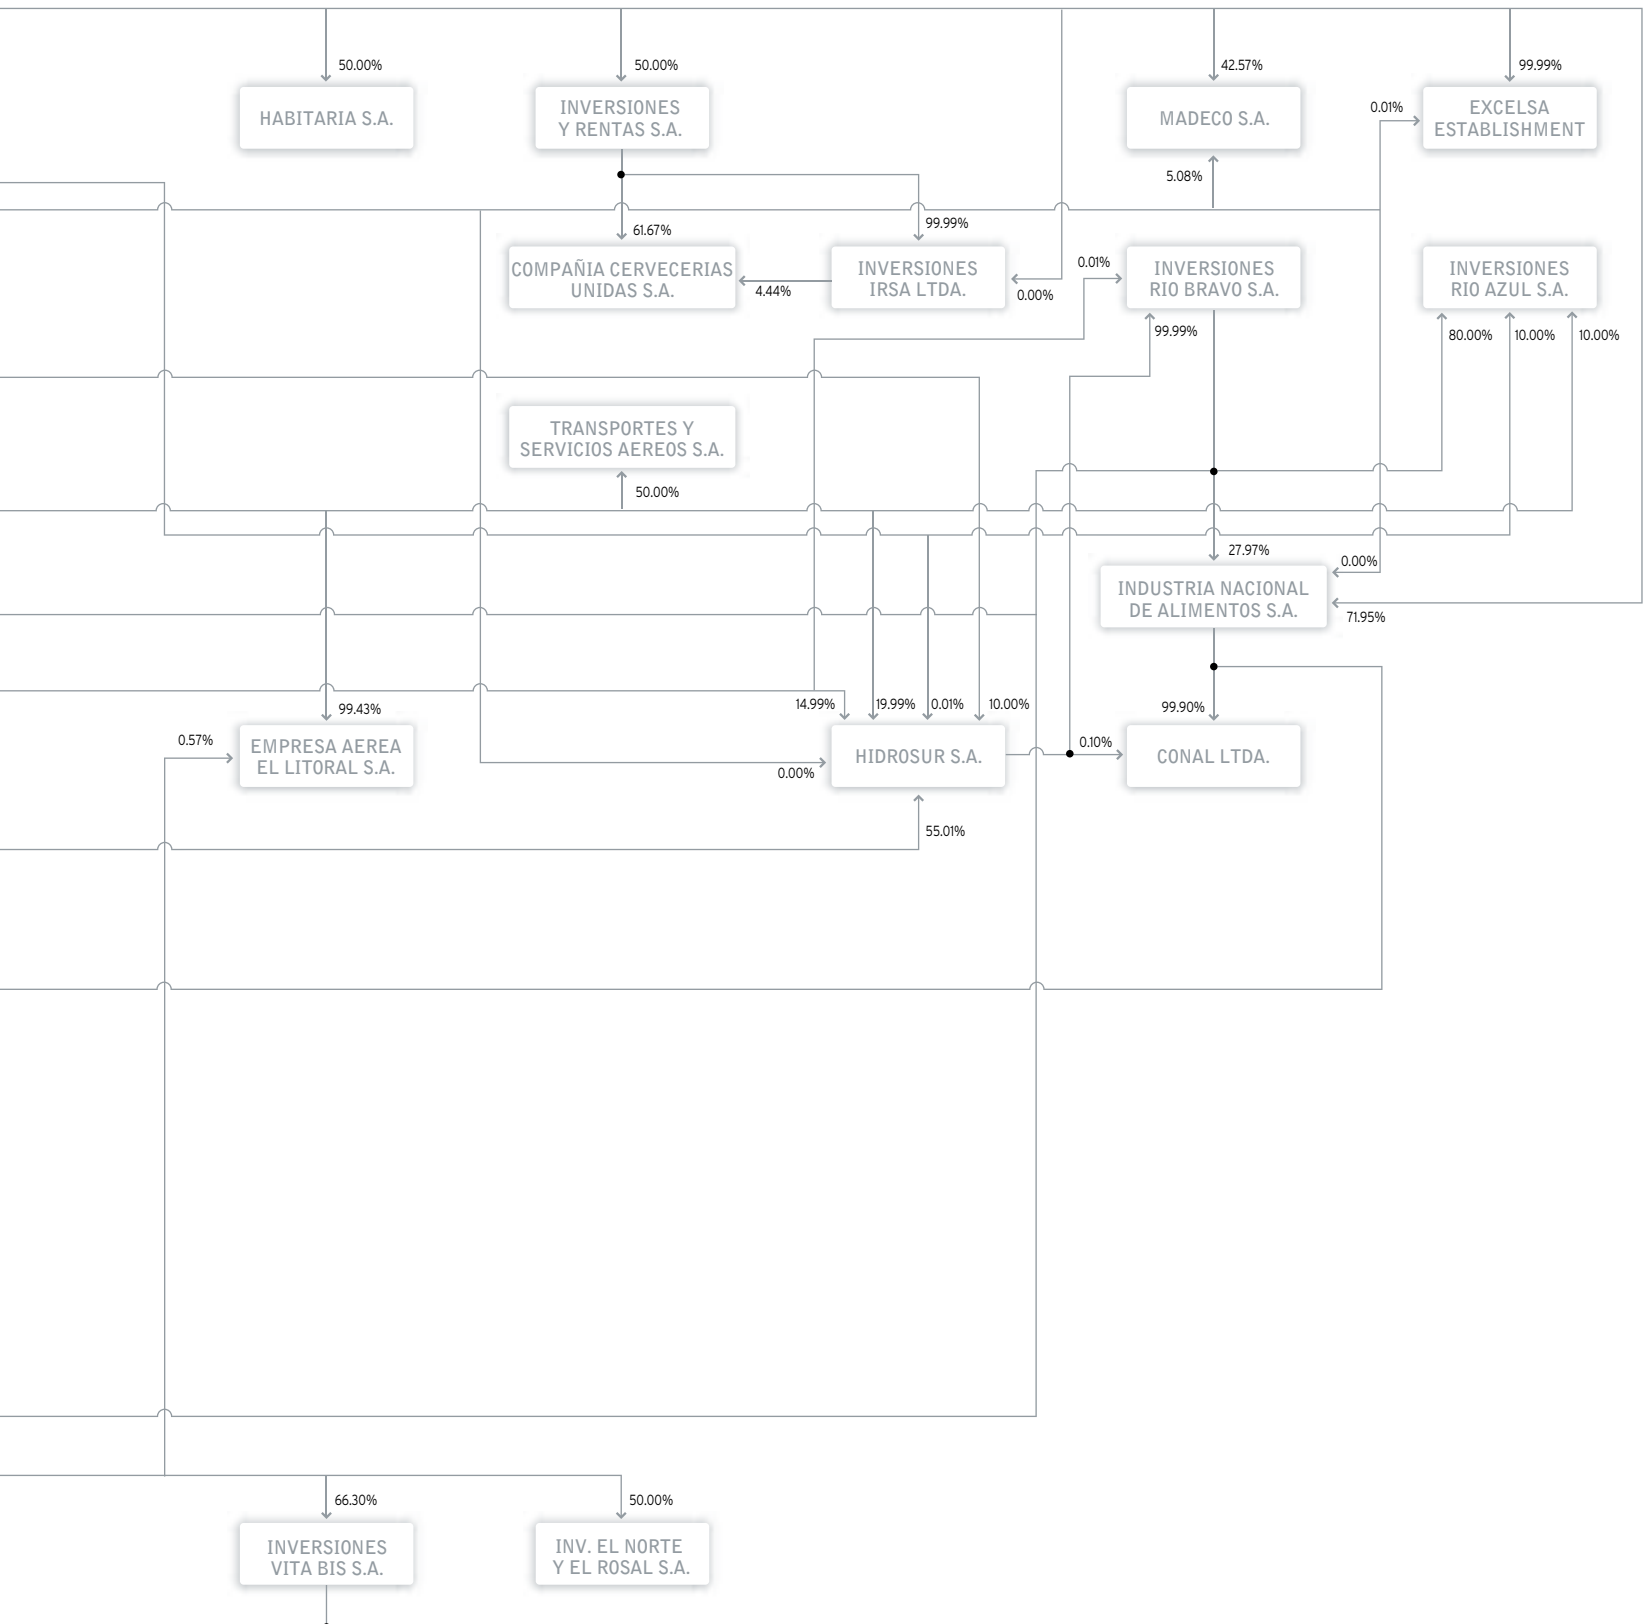 50.00%
50.00%
42.57%
99.99%
HABITARIA S.A.
INVERSIONES
Y RENTAS S.A.
MADECO S.A.
0.01%
EXCELSA
ESTABLISHMENT
5.08%
61.67%
99.99%
COMPAÑIA CERVECERIAS
UNIDAS S.A.
4.44%
INVERSIONES
IRSA LTDA.
0.00%
0.01%
INVERSIONES
RIO BRAVO S.A.
INVERSIONES
RIO AZUL S.A.
99.99%
80.00%
10.00%
10.00%
TRANSPORTES Y
SERVICIOS AEREOS S.A.
50.00%
27.97%
0.00%
INDUSTRIA NACIONAL
DE ALIMENTOS S.A.
71.95%
99.43%
14.99%
19.99%
0.01%
10.00%
99.90%
0.57%
EMPRESA AEREA
EL LITORAL S.A.
0.00%
HIDROSUR S.A.
0.10%
CONAL LTDA.
55.01%
66.30%
50.00%
INVERSIONES
VITA BIS S.A.
INV. EL NORTE
Y EL ROSAL S.A.